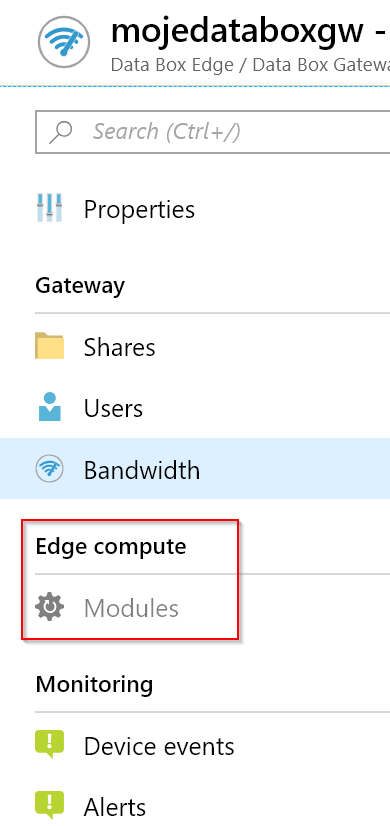 mojedataboxgw -
Data Box Edge / Data Box Gatewa
Search (Ctrl+/)
Properties
Gateway
Shares
Users
Bandwidth
Edge compute
Modules
Monitoring
Device events
Alerts